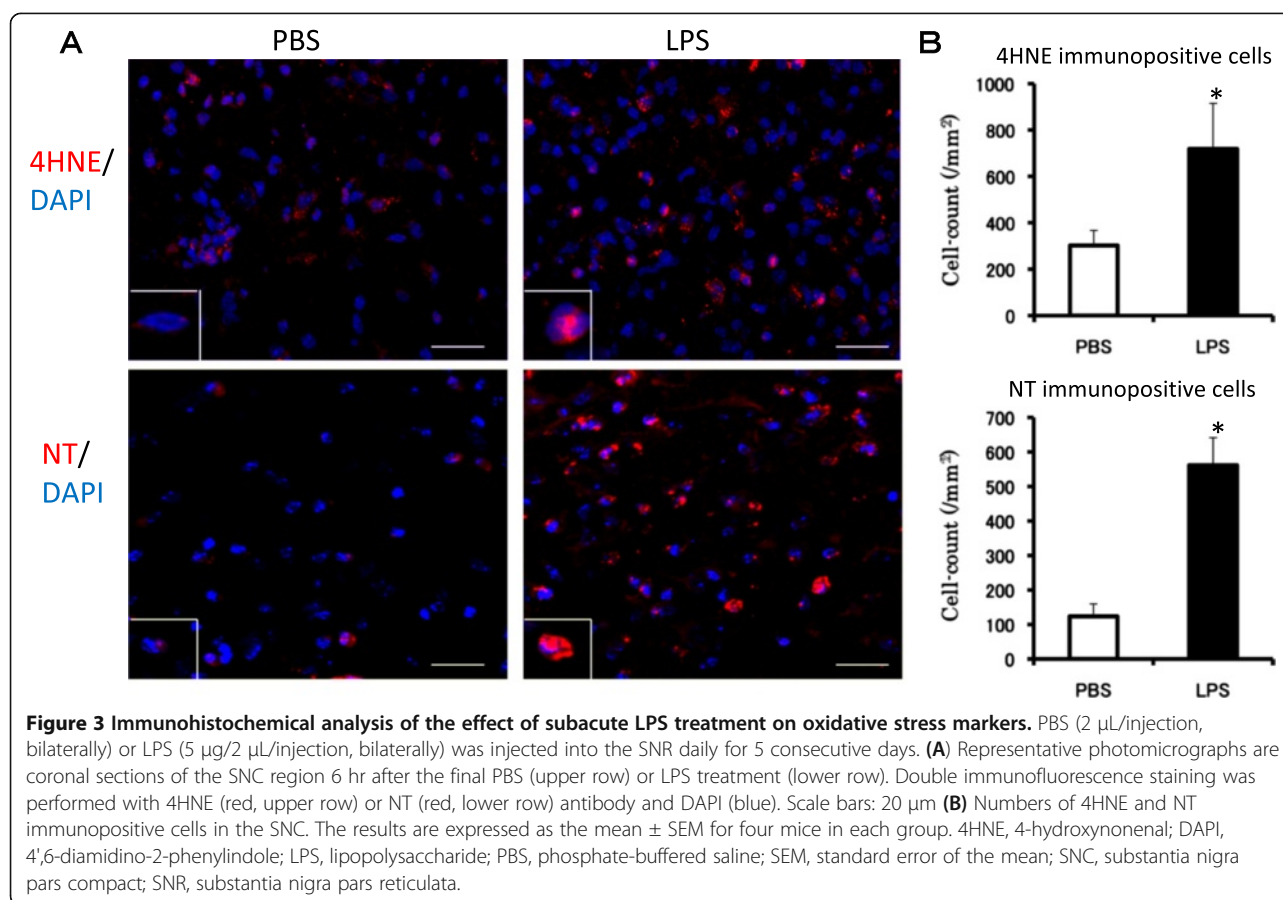 A
PBS
LPS
4HNE/
DAPI
NT/
DAPI
B
4HNE immunopositive cells
Cell-count (/mm²)
1000
800
600
400
200
0
*
PBS
LPS
NT immunopositive cells
Cell-count (/mm²)
700
600
500
400
300
200
100
0
*
PBS
LPS
Figure 3 Immunohistochemical analysis of the effect of subacute LPS treatment on oxidative stress markers. PBS (2 μL/injection,
bilaterally) or LPS (5 μg/2 μL/injection, bilaterally) was injected into the SNR daily for 5 consecutive days. (A) Representative photomicrographs are
coronal sections of the SNC region 6 hr after the final PBS (upper row) or LPS treatment (lower row). Double immunofluorescence staining was
performed with 4HNE (red, upper row) or NT (red, lower row) antibody and DAPI (blue). Scale bars: 20 μm (B) Numbers of 4HNE and NT
immunopositive cells in the SNC. The results are expressed as the mean ± SEM for four mice in each group. 4HNE, 4-hydroxynonenal; DAPI,
4',6-diamidino-2-phenylindole; LPS, lipopolysaccharide; PBS, phosphate-buffered saline; SEM, standard error of the mean; SNC, substantia nigra
pars compact; SNR, substantia nigra pars reticulata.